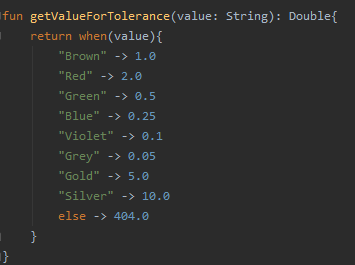 fun getValueForTolerance(value: String): Double{
    return when(value){
        "Brown" -> 1.0
        "Red" -> 2.0
        "Green" -> 0.5
        "Blue" -> 0.25
        "Violet" -> 0.1
        "Grey" -> 0.05
        "Gold" -> 5.0
        "Silver" -> 10.0
        else -> 404.0
    }
}